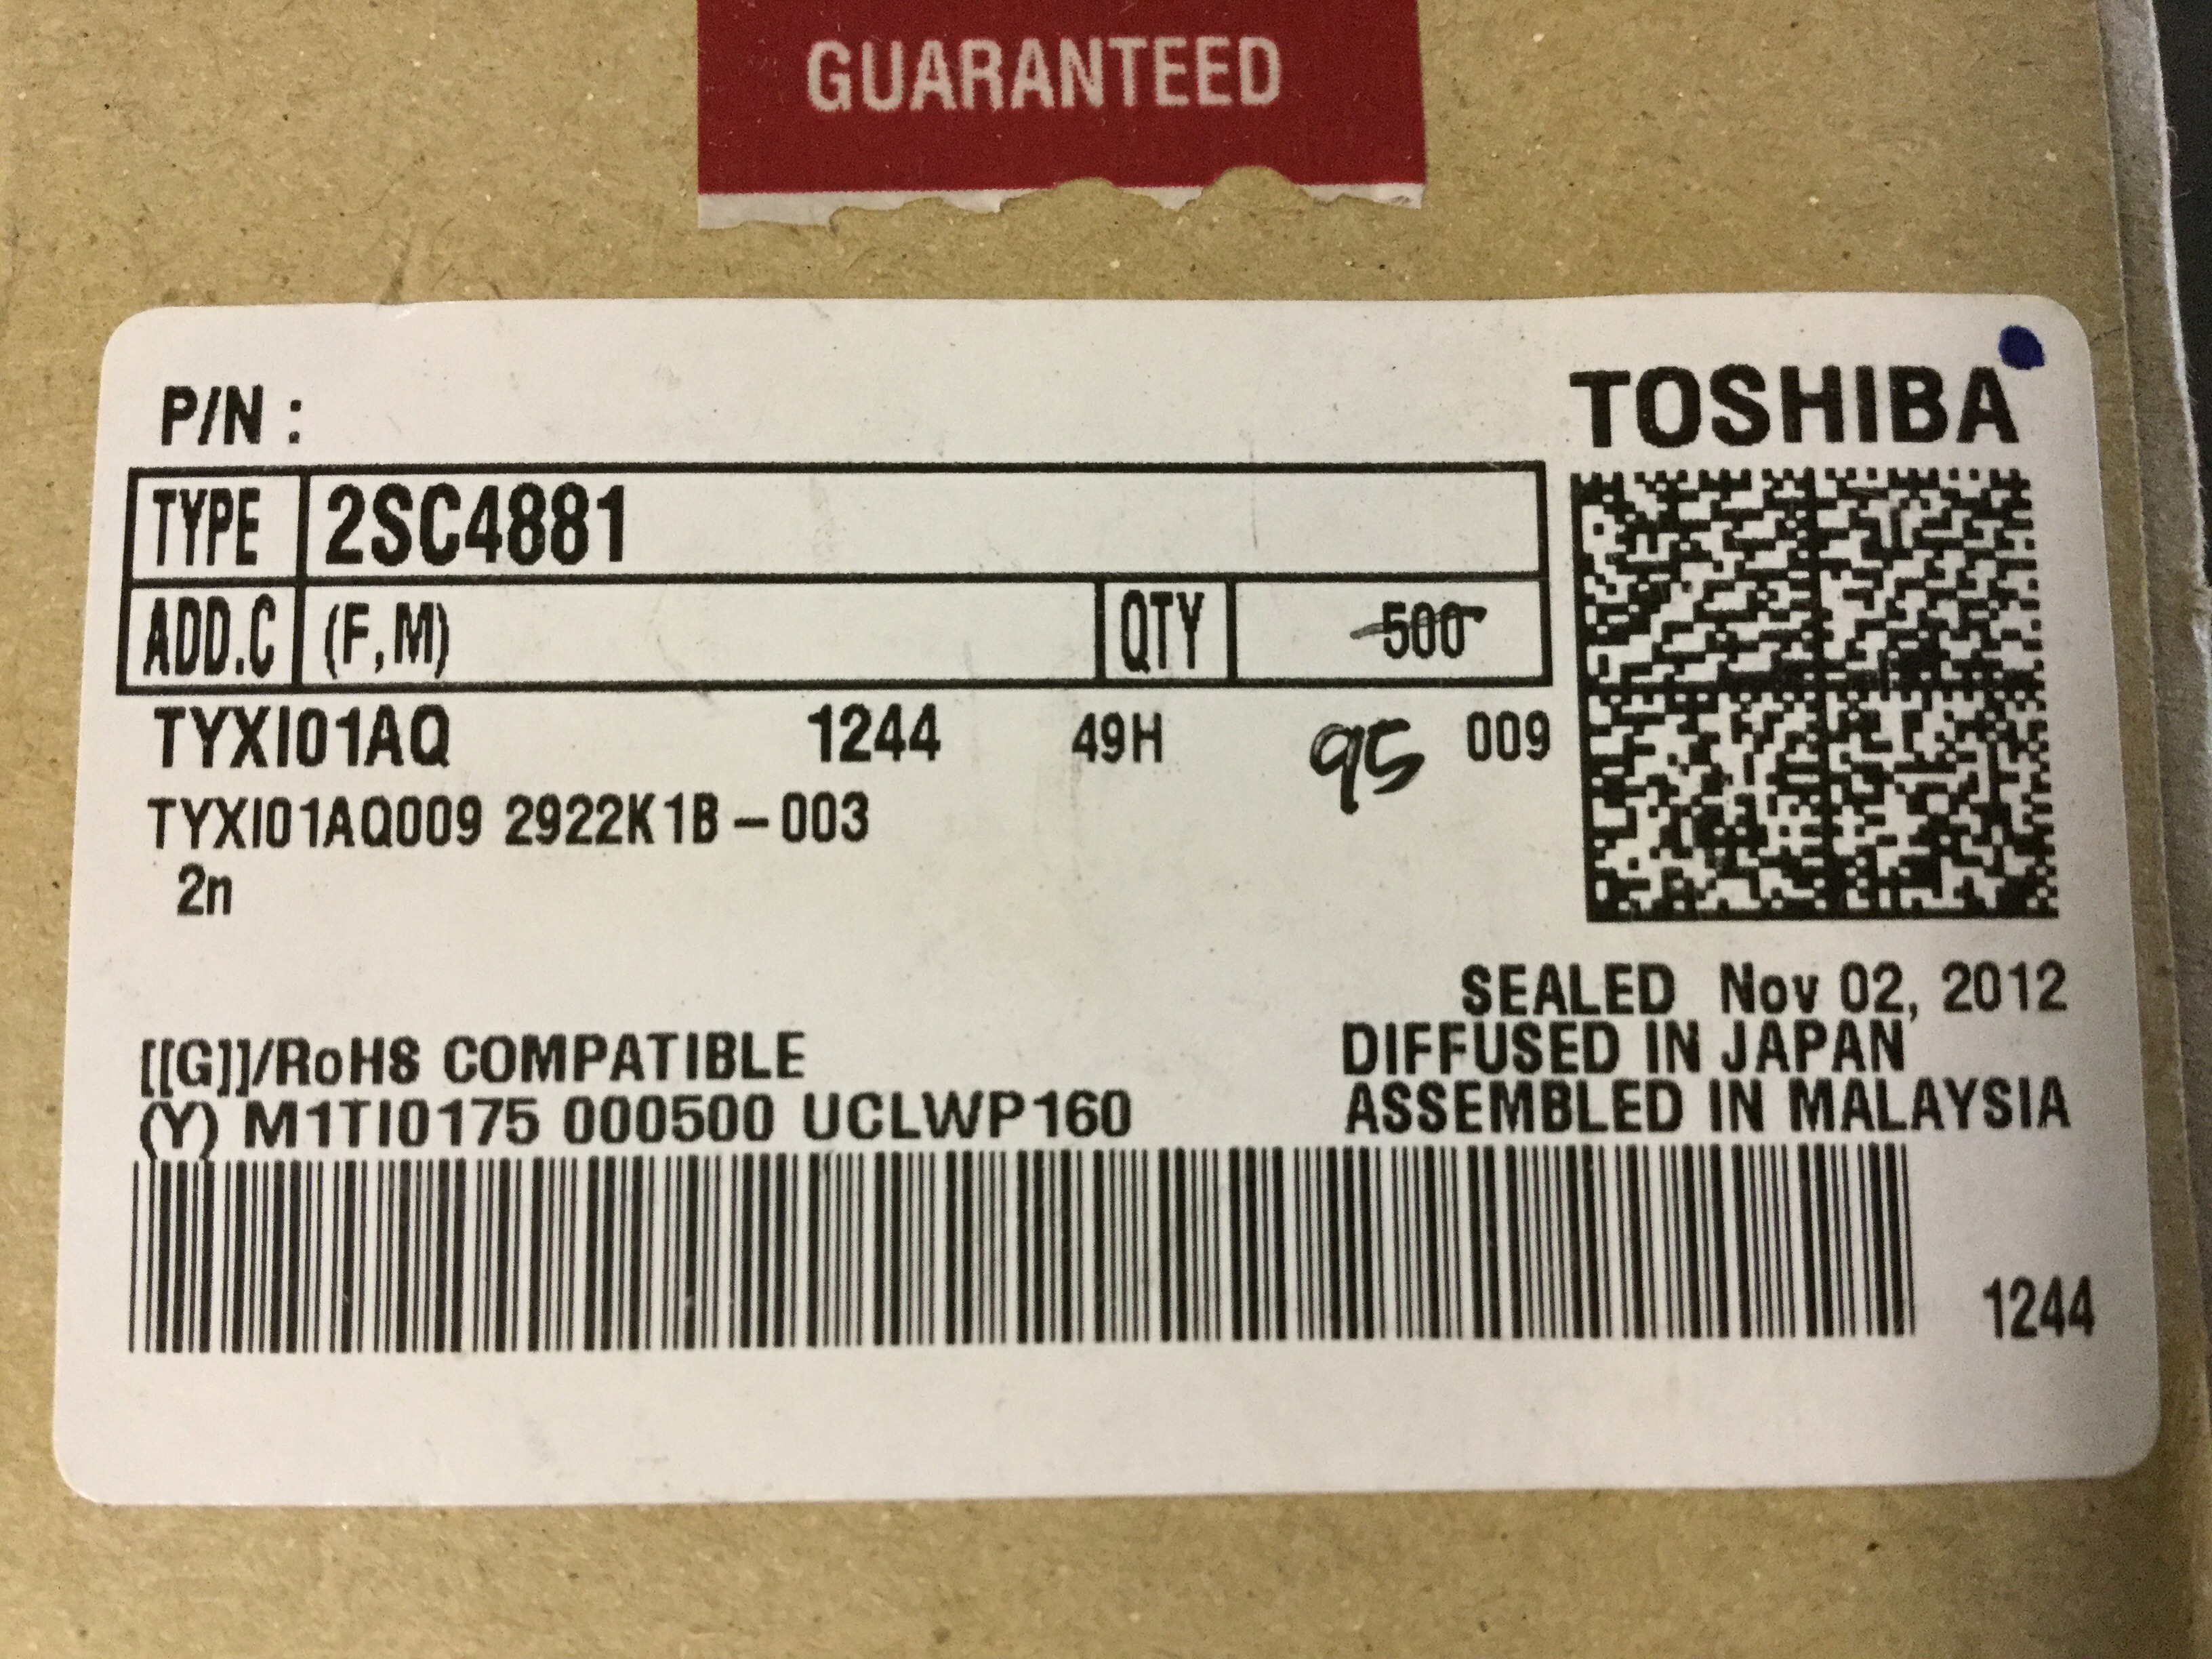 GUARANTEED
P/N : TOSHIBA
TYPE 2SC4881
ADD.C (F,M) QTY 500
TYXI01AQ 1244 49H 95 009
TYXI01AQ009 2922K1B-003
2n
SEALED Nov 02, 2012
[[G]]/RoHS COMPATIBLE DIFFUSED IN JAPAN
(Y) M1TI0175 000500 UCLWP160 ASSEMBLED IN MALAYSIA
1244